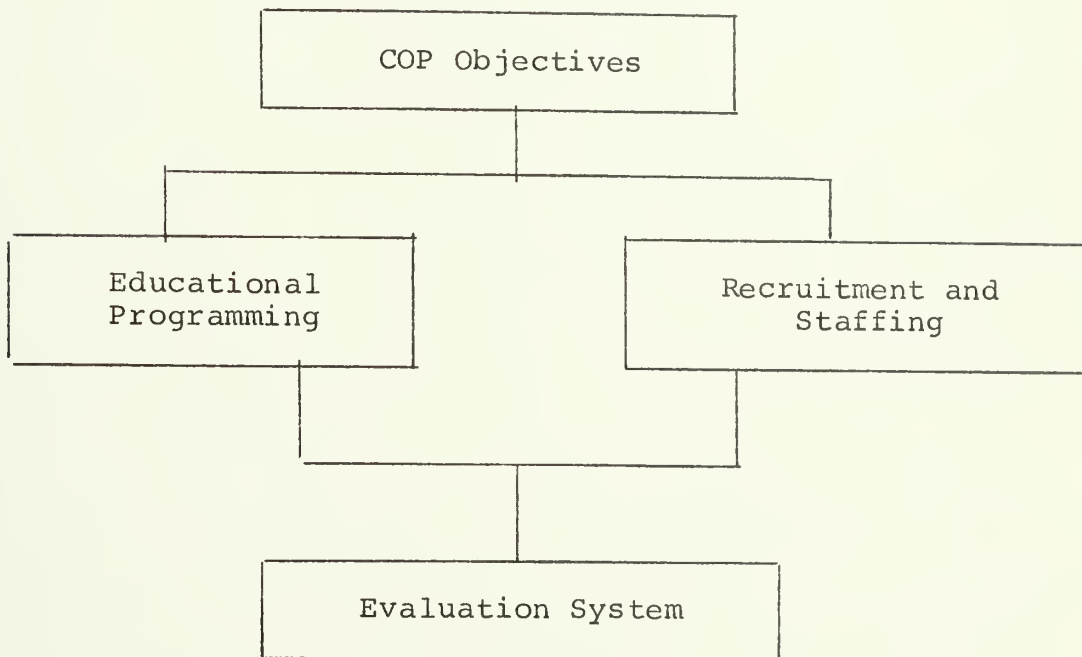 COP Objectives
Educational
Programming
Recruitment and
Staffing
Evaluation System